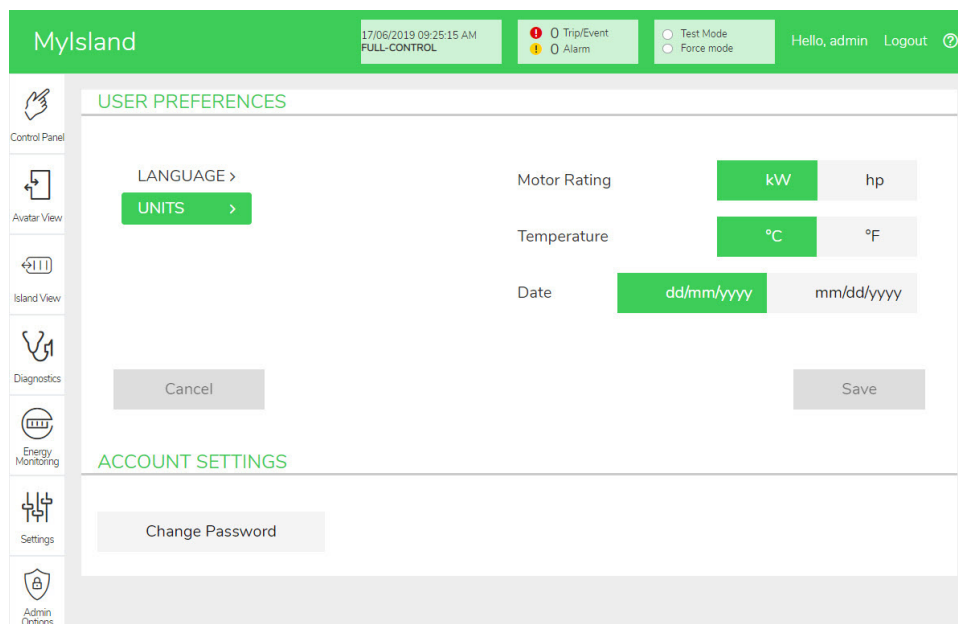 MyIsland
17/06/2019 09:25:15 AM
FULL-CONTROL
0 Trip/Event
0 Alarm
Test Mode
Force mode
Hello, admin
Logout
?
Control Panel
Avatar View
Island View
Diagnostics
Energy
Monitoring
Settings
Admin
Options
USER PREFERENCES
LANGUAGE >
UNITS >
Motor Rating kW hp
Temperature °C °F
Date dd/mm/yyyy mm/dd/yyyy
Cancel
Save
ACCOUNT SETTINGS
Change Password